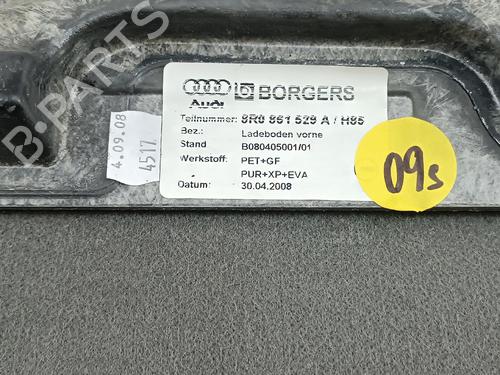 Audi
BORGERS
Teilnummer: 8R0 861 529 A / H85
Bez.: Ladeboden vorne
Stand B080405001/01
Werkstoff: PET+GF
PUR+XP+EVA
Datum: 30.04.2008
4.09.08
4517
09s
B-PARTS